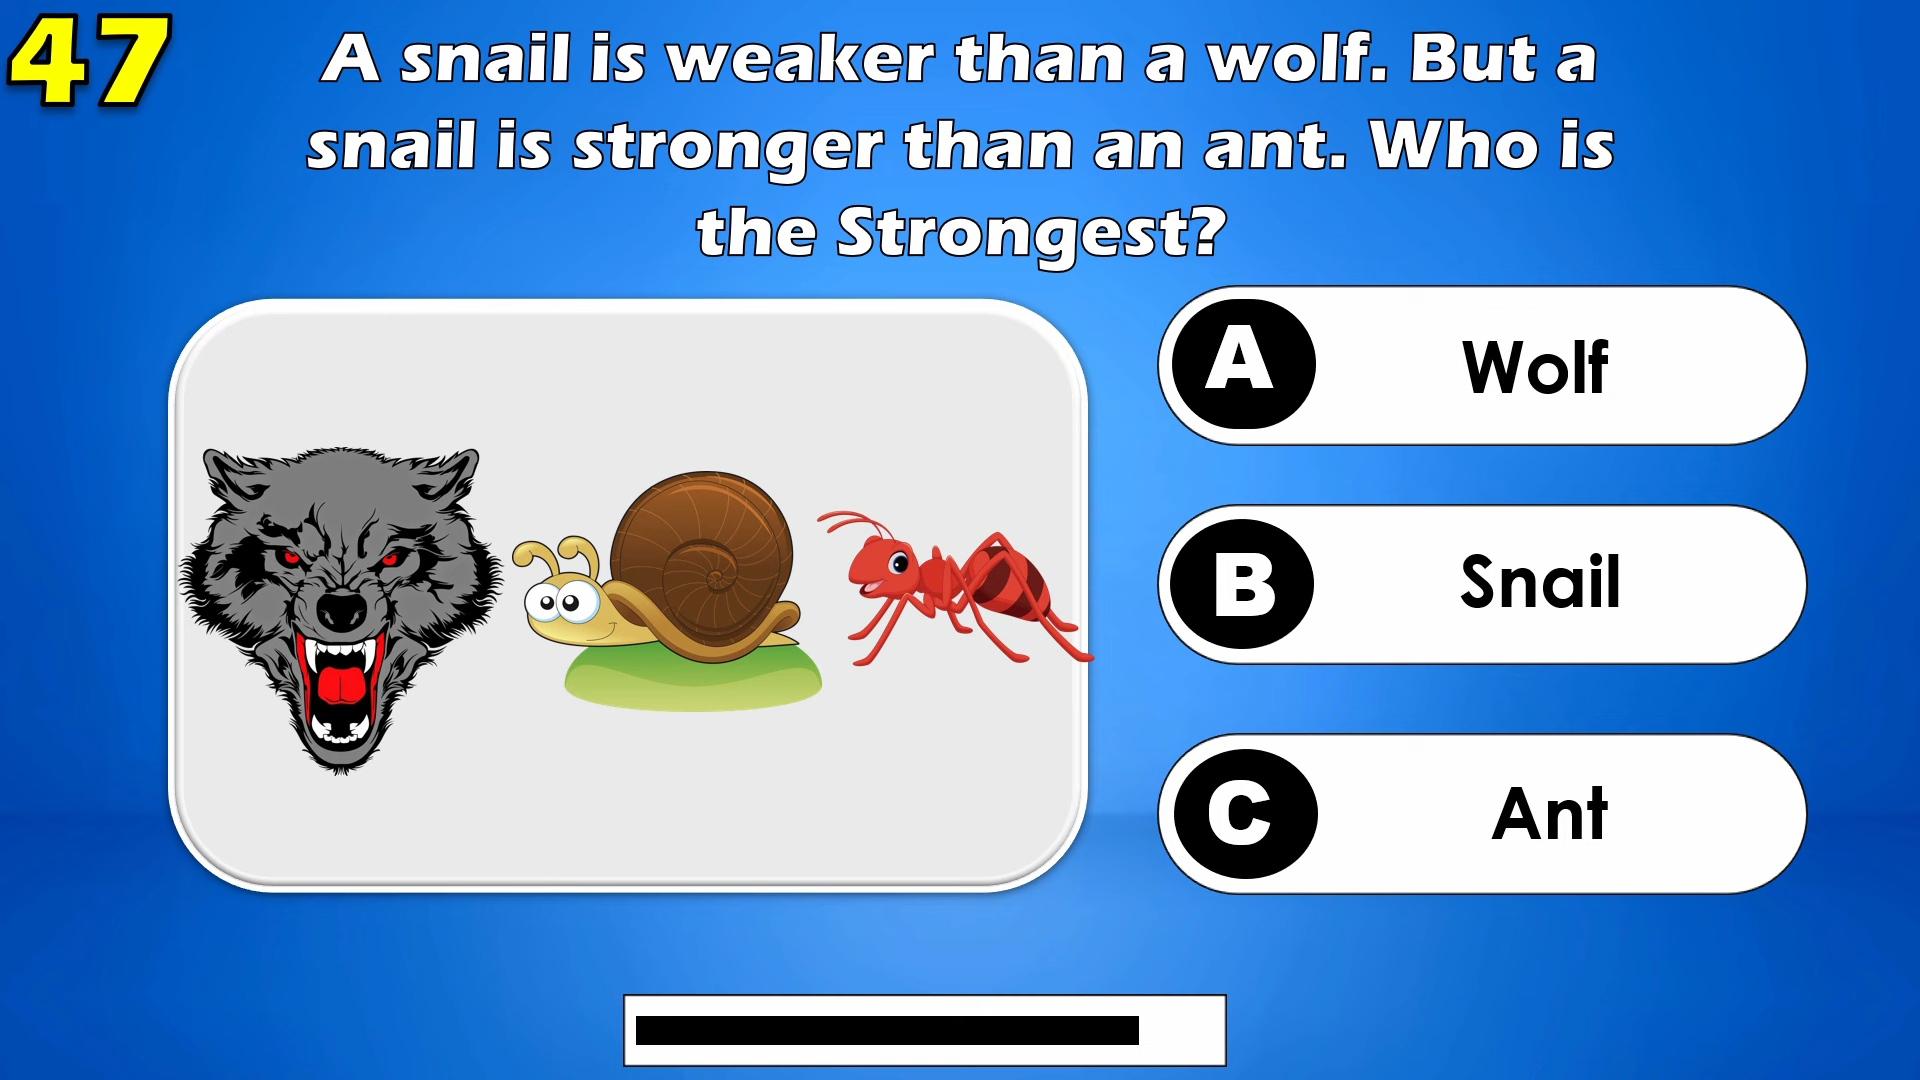 47
A snail is weaker than a wolf. But a
snail is stronger than an ant. Who is
the Strongest?
A Wolf
B Snail
C Ant